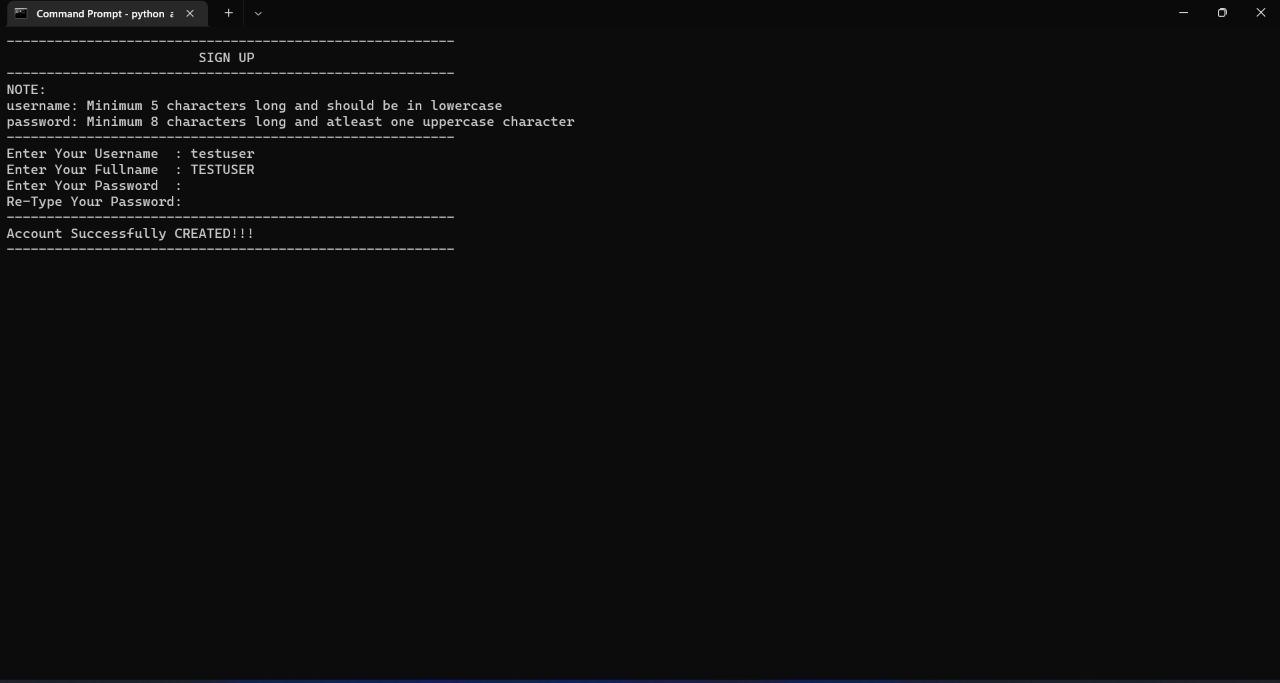 Command Prompt - python a
--------------------------------------------------------
SIGN UP
--------------------------------------------------------
NOTE:
username: Minimum 5 characters long and should be in lowercase
password: Minimum 8 characters long and atleast one uppercase character
--------------------------------------------------------
Enter Your Username  : testuser
Enter Your Fullname  : TESTUSER
Enter Your Password  :
Re-Type Your Password:
--------------------------------------------------------
Account Successfully CREATED!!!
--------------------------------------------------------